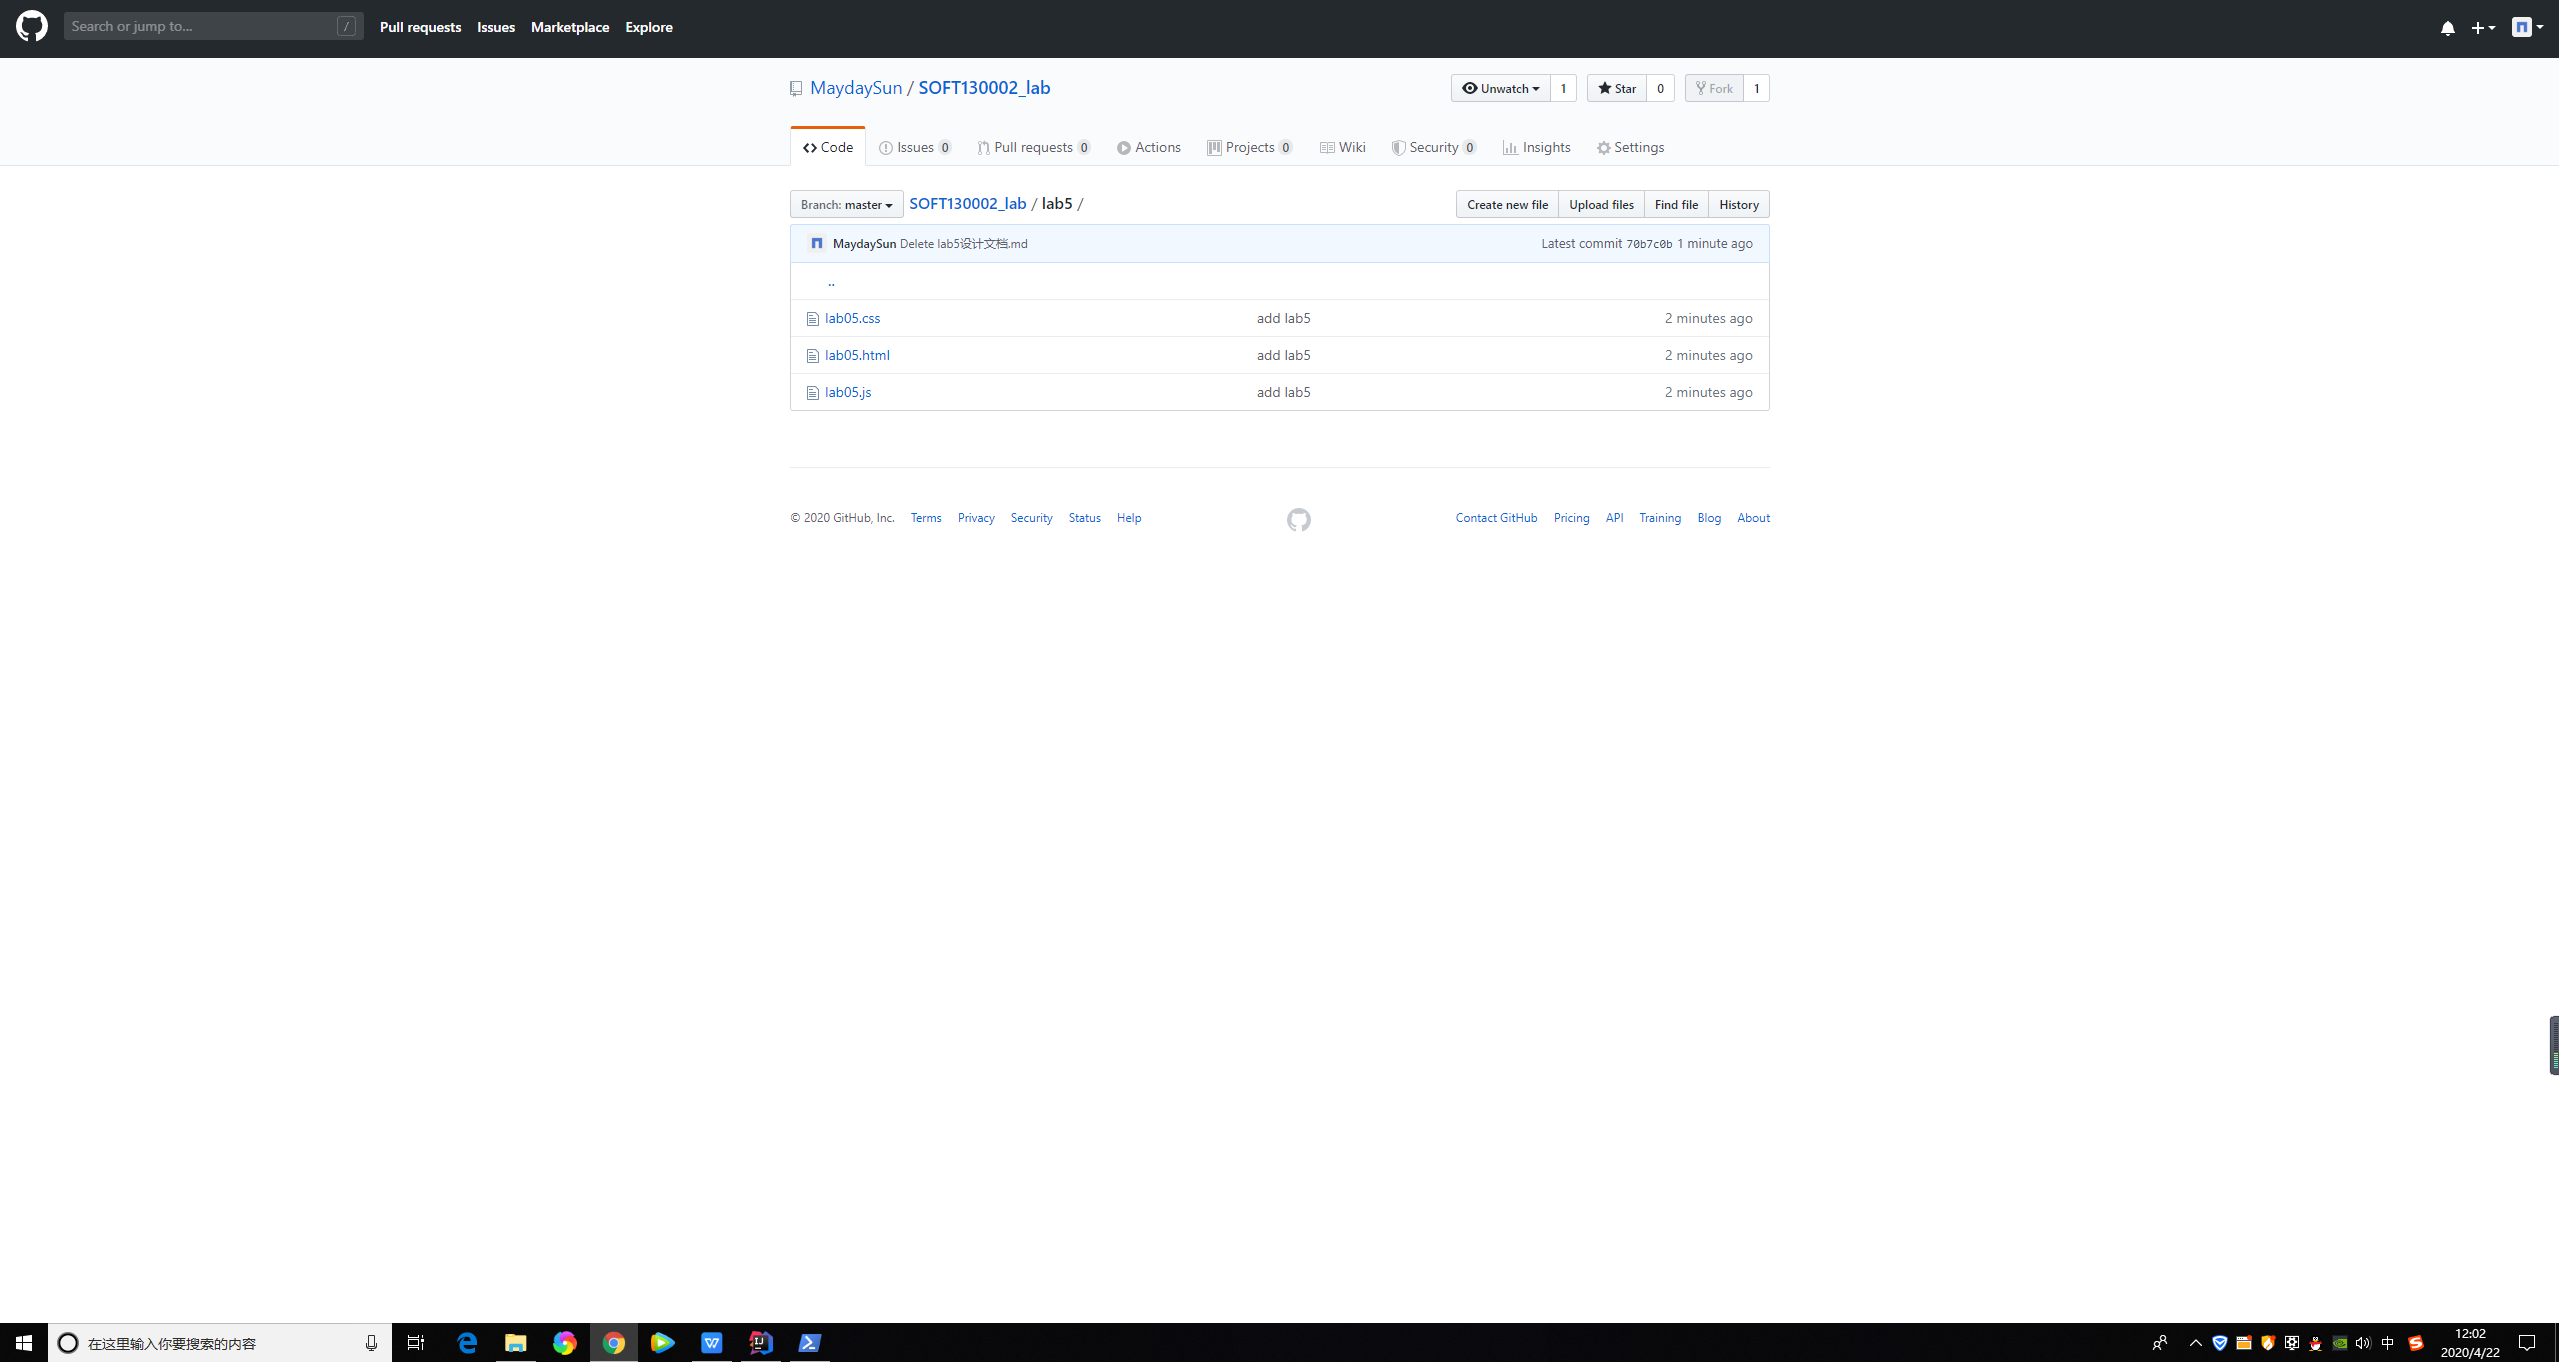 Search or jump to... / Pull requests Issues Marketplace Explore
MaydaySun / SOFT130002_lab Unwatch 1 Star 0 Fork 1
Code Issues 0 Pull requests 0 Actions Projects 0 Wiki Security 0 Insights Settings
Branch: master SOFT130002_lab / lab5 / Create new file Upload files Find file History
MaydaySun Delete lab5设计文档.md Latest commit 70b7c0b 1 minute ago
..
lab05.css add lab5 2 minutes ago
lab05.html add lab5 2 minutes ago
lab05.js add lab5 2 minutes ago
© 2020 GitHub, Inc. Terms Privacy Security Status Help Contact GitHub Pricing API Training Blog About
在这里输入你要搜索的内容 中 12:02
2020/4/22